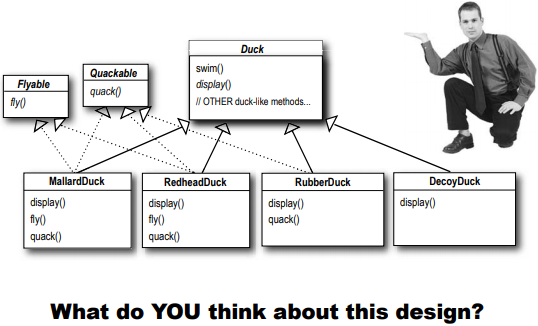 Duck
swim()
display()
// OTHER duck-like methods...
Quackable
quack()
Flyable
fly()
MallardDuck
display()
fly()
quack()
RedheadDuck
display()
fly()
quack()
RubberDuck
display()
quack()
DecoyDuck
display()
What do YOU think about this design?